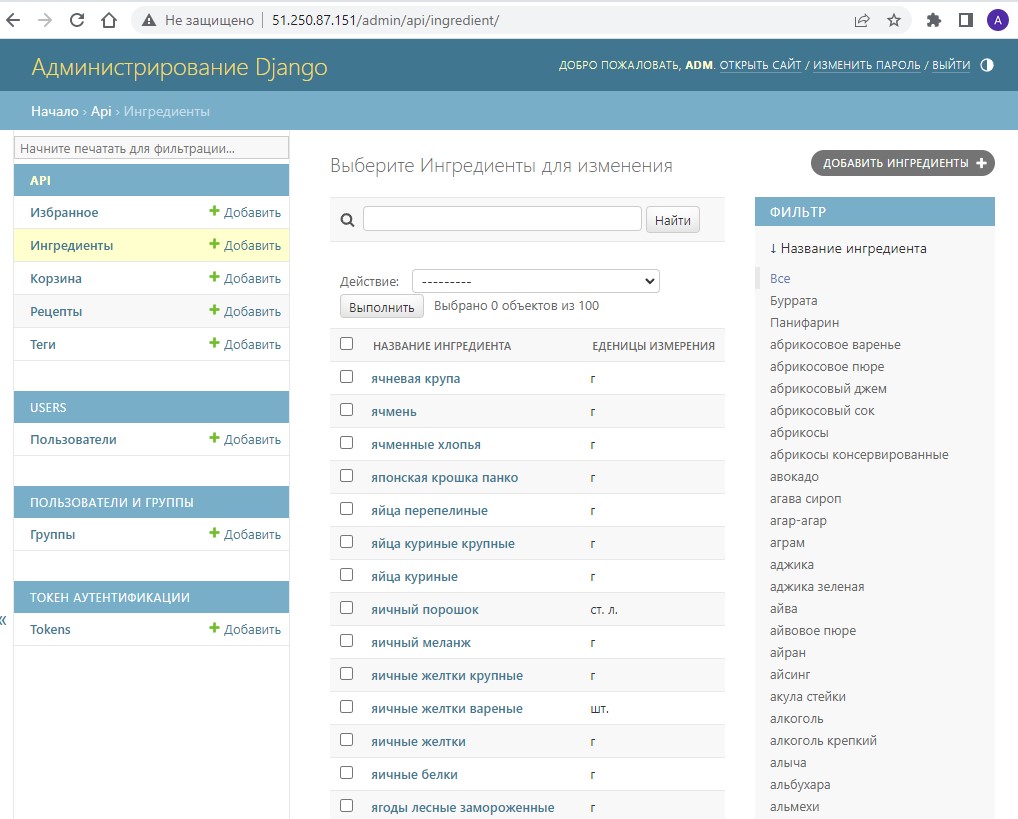 Не защищено 51.250.87.151/admin/api/ingredient/
A
Администрирование Django
ДОБРО ПОЖАЛОВАТЬ, ADM. ОТКРЫТЬ САЙТ / ИЗМЕНИТЬ ПАРОЛЬ / ВЫЙТИ
Начало › Api › Ингредиенты
Начните печатать для фильтрации...
API
Избранное + Добавить
Ингредиенты + Добавить
Корзина + Добавить
Рецепты + Добавить
Теги + Добавить
USERS
Пользователи + Добавить
ПОЛЬЗОВАТЕЛИ И ГРУППЫ
Группы + Добавить
ТОКЕН АУТЕНТИФИКАЦИИ
Tokens + Добавить
«
Выберите Ингредиенты для изменения
ДОБАВИТЬ ИНГРЕДИЕНТЫ +
Найти
Действие: ---------
Выполнить Выбрано 0 объектов из 100
НАЗВАНИЕ ИНГРЕДИЕНТА ЕДЕНИЦЫ ИЗМЕРЕНИЯ
ячневая крупа г
ячмень г
ячменные хлопья г
японская крошка панко г
яйца перепелиные г
яйца куриные крупные г
яйца куриные г
яичный порошок ст. л.
яичный меланж г
яичные желтки крупные г
яичные желтки вареные шт.
яичные желтки г
яичные белки г
ягоды лесные замороженные г
ФИЛЬТР
↓ Название ингредиента
Все
Буррата
Панифарин
абрикосовое варенье
абрикосовое пюре
абрикосовый джем
абрикосовый сок
абрикосы
абрикосы консервированные
авокадо
агава сироп
агар-агар
аграм
аджика
аджика зеленая
айва
айвовое пюре
айран
айсинг
акула стейки
алкоголь
алкоголь крепкий
алыча
альбухара
альмехи